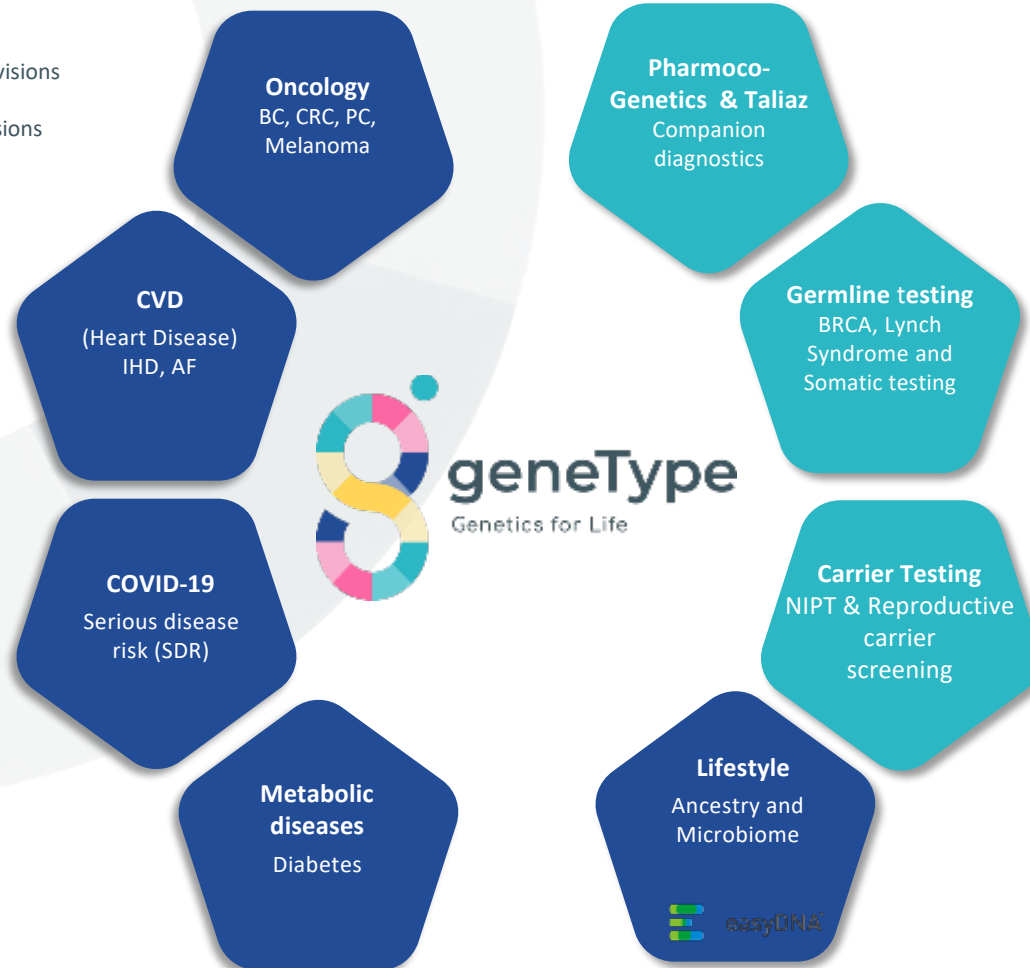 visions
sions
Oncology
BC, CRC, PC,
Melanoma
Pharmoco-
Genetics & Taliaz
Companion
diagnostics
CVD
(Heart Disease)
IHD, AF
Germline testing
BRCA, Lynch
Syndrome and
Somatic testing
geneType
Genetics for Life
COVID-19
Serious disease
risk (SDR)
Carrier Testing
NIPT & Reproductive
carrier
screening
Metabolic
diseases
Diabetes
Lifestyle
Ancestry and
Microbiome
easyDNA